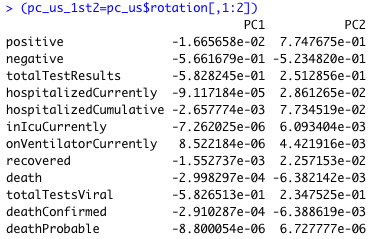 > (pc_us_1st2=pc_us$rotation[,1:2])
PC1 PC2
positive -1.665658e-02 7.747675e-01
negative -5.661679e-01 -5.234820e-01
totalTestResults -5.828245e-01 2.512856e-01
hospitalizedCurrently -9.117184e-05 2.861265e-02
hospitalizedCumulative -2.657774e-03 7.734519e-02
inIcuCurrently -7.262025e-06 6.093404e-03
onVentilatorCurrently 8.522184e-06 4.421916e-03
recovered -1.552737e-03 2.257153e-02
death -2.998297e-04 -6.382142e-03
totalTestsViral -5.826513e-01 2.347525e-01
deathConfirmed -2.910287e-04 -6.388619e-03
deathProbable -8.800054e-06 6.727777e-06